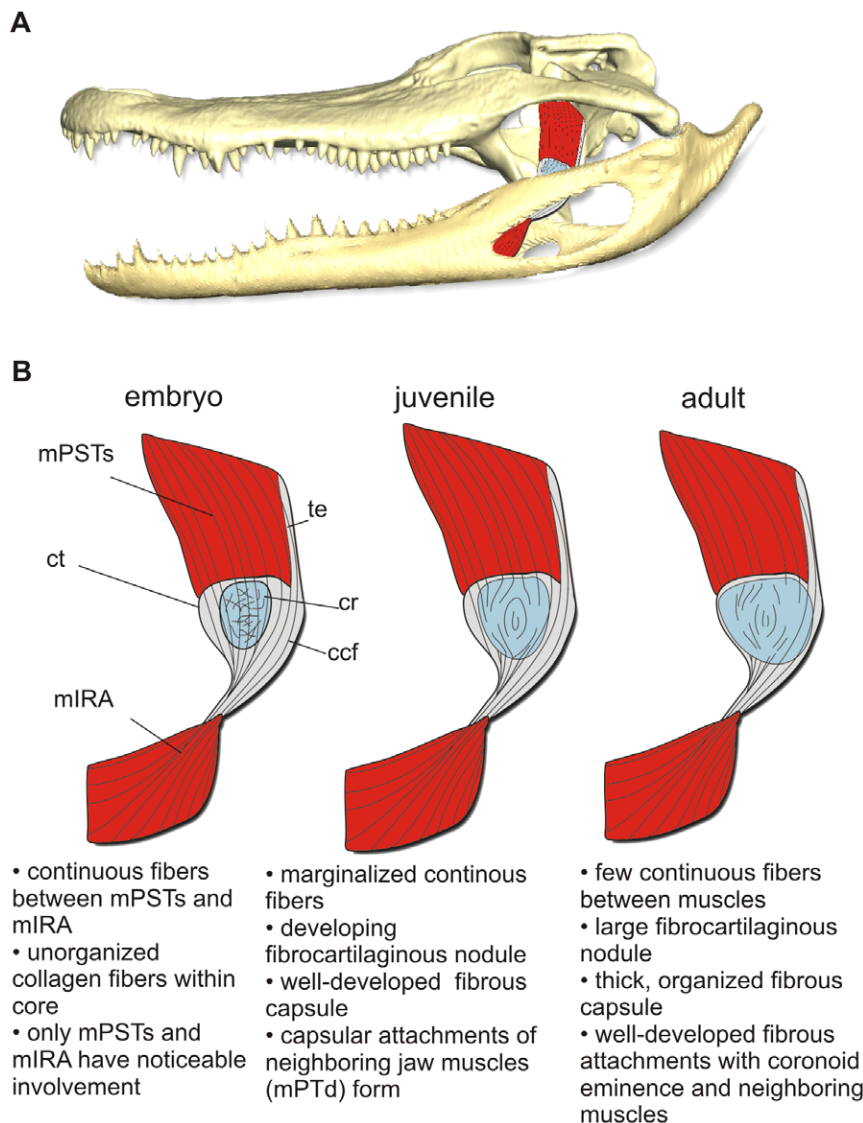 A
B
embryo
juvenile
adult
mPSTs
te
ct
cr
ccf
mIRA
• continuous fibers
between mPSTs and
mIRA
• unorganized
collagen fibers within
core
• only mPSTs and
mIRA have noticeable
involvement
• marginalized continous
fibers
• developing
fibrocartilaginous nodule
• well-developed fibrous
capsule
• capsular attachments of
neighboring jaw muscles
(mPTd) form
• few continuous fibers
between muscles
• large fibrocartilaginous
nodule
• thick, organized fibrous
capsule
• well-developed fibrous
attachments with coronoid
eminence and neighboring
muscles